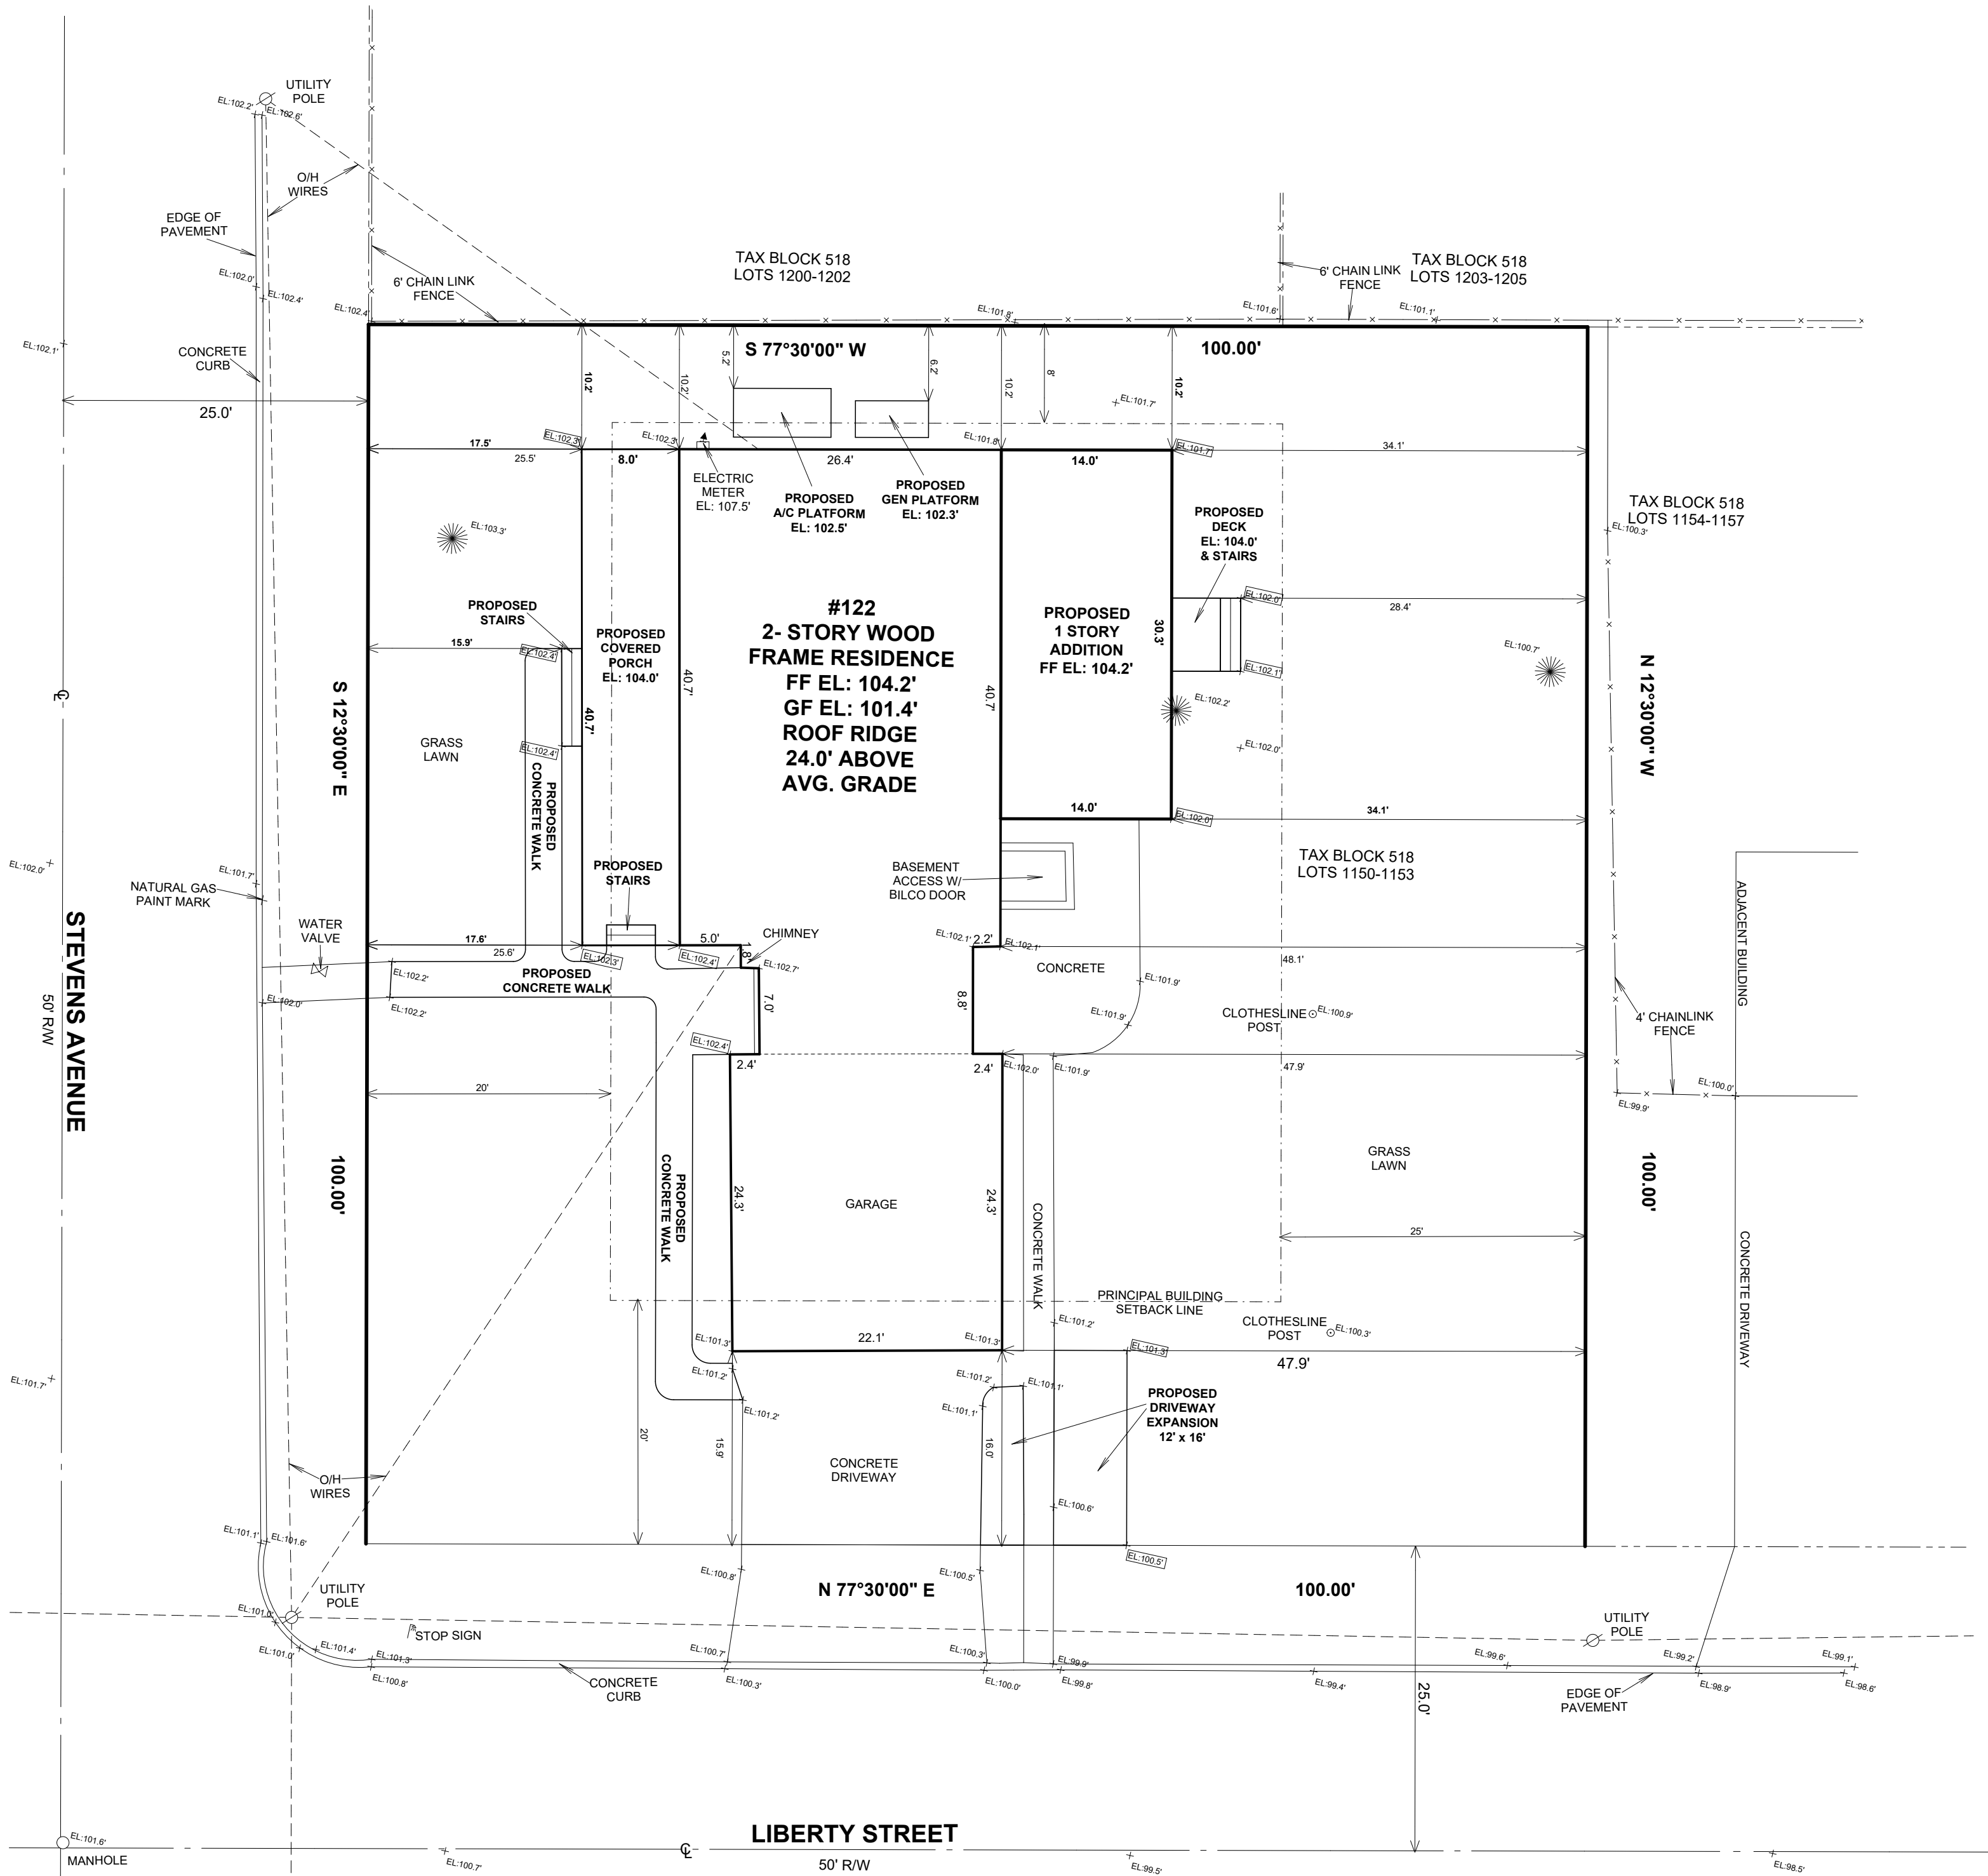 UTILITY
POLE
EL:102.2'
EL:102.6'
O/H
WIRES
EDGE OF
PAVEMENT
TAX BLOCK 518
LOTS 1200-1202
6' CHAIN LINK
FENCE
TAX BLOCK 518
LOTS 1203-1205
6' CHAIN LINK
FENCE
EL:102.0'
EL:102.4'
EL:102.4'
EL:101.8'
EL:101.6'
EL:101.1'
EL:102.1'
CONCRETE
CURB
S 77°30'00" W
100.00'
25.0'
10.2'
10.2'
5.2'
6.2'
10.2'
8'
10.2'
EL:101.7'
17.5'
25.5'
EL:102.3'
8.0'
EL:102.3'
26.4'
EL:101.8'
14.0'
EL:101.7'
34.1'
ELECTRIC
METER
EL: 107.5'
PROPOSED
A/C PLATFORM
EL: 102.5'
PROPOSED
GEN PLATFORM
EL: 102.3'
PROPOSED
DECK
EL: 104.0'
& STAIRS
TAX BLOCK 518
LOTS 1154-1157
EL:100.3'
EL:103.3'
PROPOSED
STAIRS
PROPOSED
COVERED
PORCH
EL: 104.0'
#122
2- STORY WOOD
FRAME RESIDENCE
FF EL: 104.2'
GF EL: 101.4'
ROOF RIDGE
24.0' ABOVE
AVG. GRADE
PROPOSED
1 STORY
ADDITION
FF EL: 104.2'
30.3'
EL:102.0'
28.4'
EL:102.1'
EL:100.7'
15.9'
EL:102.4'
EL:102.4'
40.7'
40.7'
40.7'
EL:102.2'
EL:102.0'
S 12°30'00" E
N 12°30'00" W
GRASS
LAWN
PROPOSED
CONCRETE WALK
14.0'
EL:102.0'
34.1'
TAX BLOCK 518
LOTS 1150-1153
BASEMENT
ACCESS W/
BILCO DOOR
PROPOSED
STAIRS
EL:102.0'
EL:101.7'
NATURAL GAS
PAINT MARK
WATER
VALVE
STEVENS AVENUE
50' R/W
17.6'
25.6'
EL:102.3'
EL:102.4'
5.0'
.8'
CHIMNEY
EL:102.7'
EL:102.1'
2.2'
EL:102.1'
48.1'
CONCRETE
EL:101.9'
EL:101.9'
ADJACENT BUILDING
EL:102.2'
EL:102.2'
EL:102.0'
PROPOSED
CONCRETE WALK
7.0'
8.8'
CLOTHESLINE
POST
EL:100.9'
4' CHAINLINK
FENCE
EL:102.4'
2.4'
2.4'
EL:102.0'
EL:101.9'
47.9'
20'
EL:99.9'
EL:100.0'
100.00'
PROPOSED
CONCRETE WALK
24.3'
GARAGE
24.3'
CONCRETE WALK
GRASS
LAWN
100.00'
25'
CONCRETE DRIVEWAY
PRINCIPAL BUILDING
SETBACK LINE
EL:101.2'
CLOTHESLINE
POST
EL:100.3'
EL:101.3'
22.1'
EL:101.3'
EL:101.3'
47.9'
EL:101.7'
EL:101.2'
EL:101.2'
EL:101.2'
EL:101.1'
EL:101.1'
PROPOSED
DRIVEWAY
EXPANSION
12' x 16'
20'
15.9'
16.0'
CONCRETE
DRIVEWAY
O/H
WIRES
EL:100.6'
EL:101.1'
EL:101.6'
EL:100.5'
EL:100.8'
EL:100.5'
N 77°30'00" E
100.00'
UTILITY
POLE
EL:101.0'
STOP SIGN
UTILITY
POLE
EL:101.0'
EL:101.4'
EL:101.3'
EL:100.8'
EL:100.7'
EL:100.3'
EL:100.3'
EL:100.0'
EL:99.9'
EL:99.8'
EL:99.4'
EL:99.6'
EL:99.2'
EL:99.1'
EL:98.9'
EL:98.6'
CONCRETE
CURB
EDGE OF
PAVEMENT
25.0'
EL:101.6'
MANHOLE
EL:100.7'
LIBERTY STREET
50' R/W
EL:99.5'
EL:98.5'